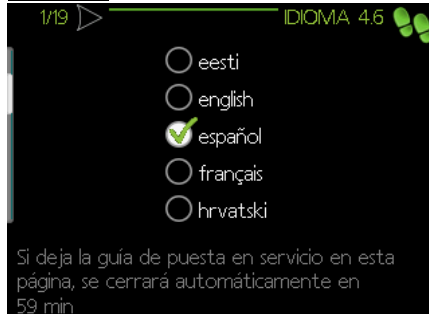 1/19 IDIOMA 4.6
eesti
english
español
français
hrvatski
Si deja la guía de puesta en servicio en esta
página, se cerrará automáticamente en
59 min